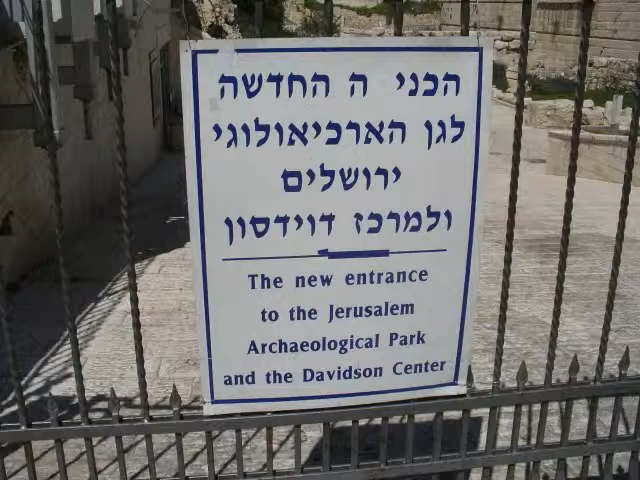 הכני ה החדשה
לגן הארכיאולוגי
ירושלים
ולמרכז דוידסון
The new entrance
to the Jerusalem
Archaeological Park
and the Davidson Center